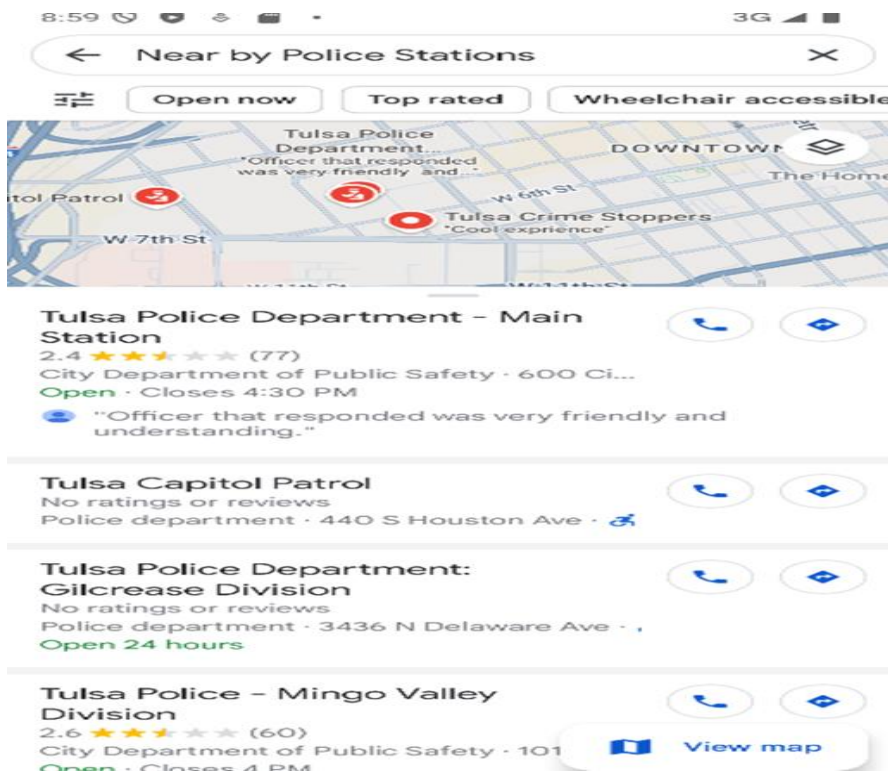 8:59 3G
Near by Police Stations
Open now Top rated Wheelchair accessible
Tulsa Police
Department...
"Officer that responded
was very friendly and..."
DOWNTOWN
The Home
tol Patrol
W 6th St
Tulsa Crime Stoppers
"Cool exprience"
W 7th St
Tulsa Police Department - Main
Station
2.4 (77)
City Department of Public Safety · 600 Ci...
Open · Closes 4:30 PM
"Officer that responded was very friendly and
understanding."
Tulsa Capitol Patrol
No ratings or reviews
Police department · 440 S Houston Ave ·
Tulsa Police Department:
Gilcrease Division
No ratings or reviews
Police department · 3436 N Delaware Ave ·
Open 24 hours
Tulsa Police - Mingo Valley
Division
2.6 (60)
City Department of Public Safety · 101
View map
Open · Closes 4 PM